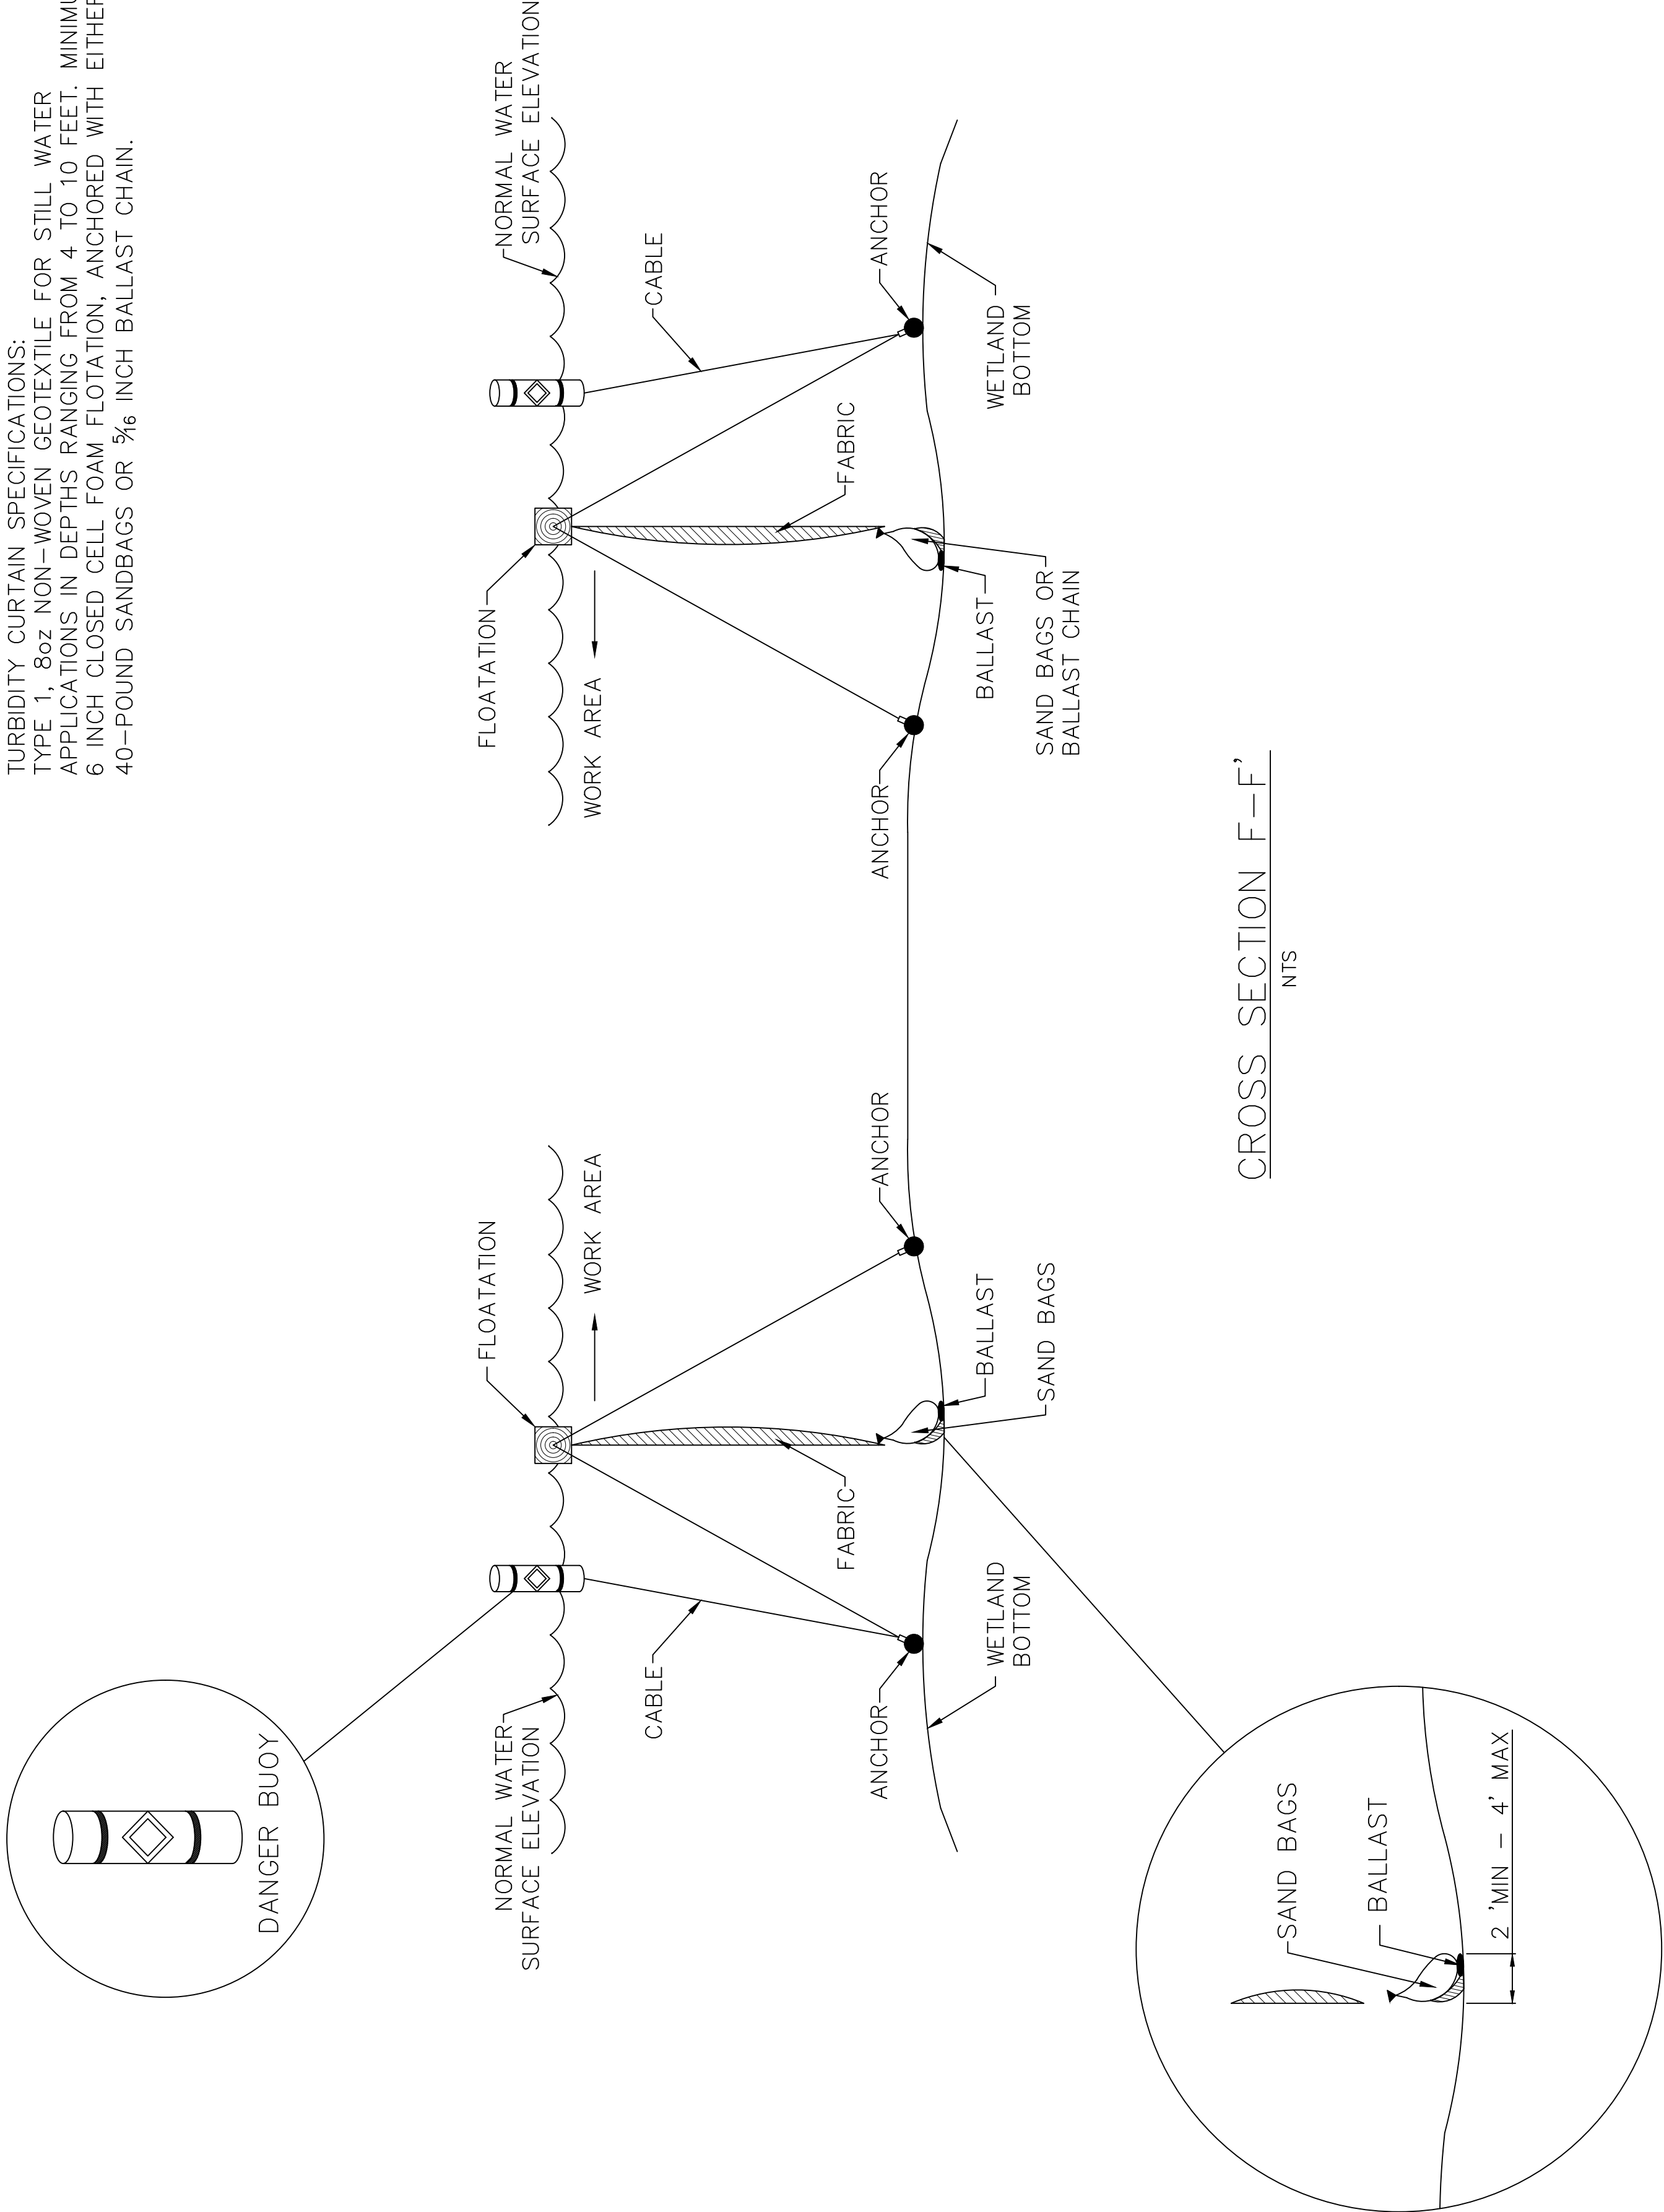 TURBIDITY CURTAIN SPECIFICATIONS:
TYPE 1, 8oz NON-WOVEN GEOTEXTILE FOR STILL WATER
APPLICATIONS IN DEPTHS RANGING FROM 4 TO 10 FEET.
6 INCH CLOSED CELL FOAM FLOTATION, ANCHORED WITH EITHER
40-POUND SANDBAGS OR 5/16 INCH BALLAST CHAIN.
DANGER BUOY
NORMAL WATER
SURFACE ELEVATION
FLOATATION
WORK AREA
CABLE
FABRIC
ANCHOR
ANCHOR
WETLAND
BOTTOM
BALLAST
SAND BAGS
FLOATATION
NORMAL WATER
SURFACE ELEVATION
WORK AREA
CABLE
FABRIC
ANCHOR
ANCHOR
BALLAST
WETLAND
BOTTOM
SAND BAGS OR
BALLAST CHAIN
SAND BAGS
BALLAST
2 'MIN - 4' MAX
CROSS SECTION F-F'
NTS